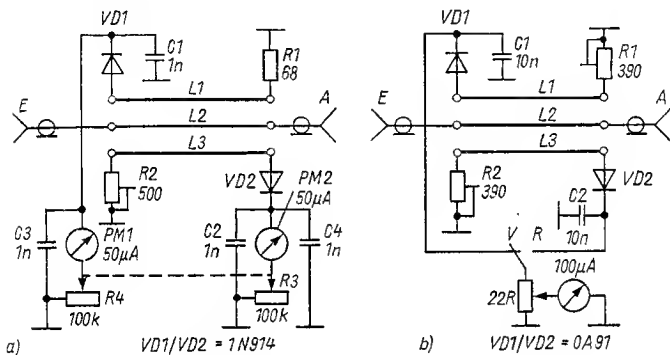 VD1
C1
1n
R1
68
L1
E
L2
A
L3
R2
500
VD2
PM2
50µA
C3
1n
PM1
50µA
C2
1n
C4
1n
R4
100k
R3
100k
a)
VD1/VD2 = 1N914
VD1
C1
10n
R1
390
L1
E
L2
A
L3
R2
390
VD2
C2
10n
V
R
100µA
22R
b)
VD1/VD2 = OA91